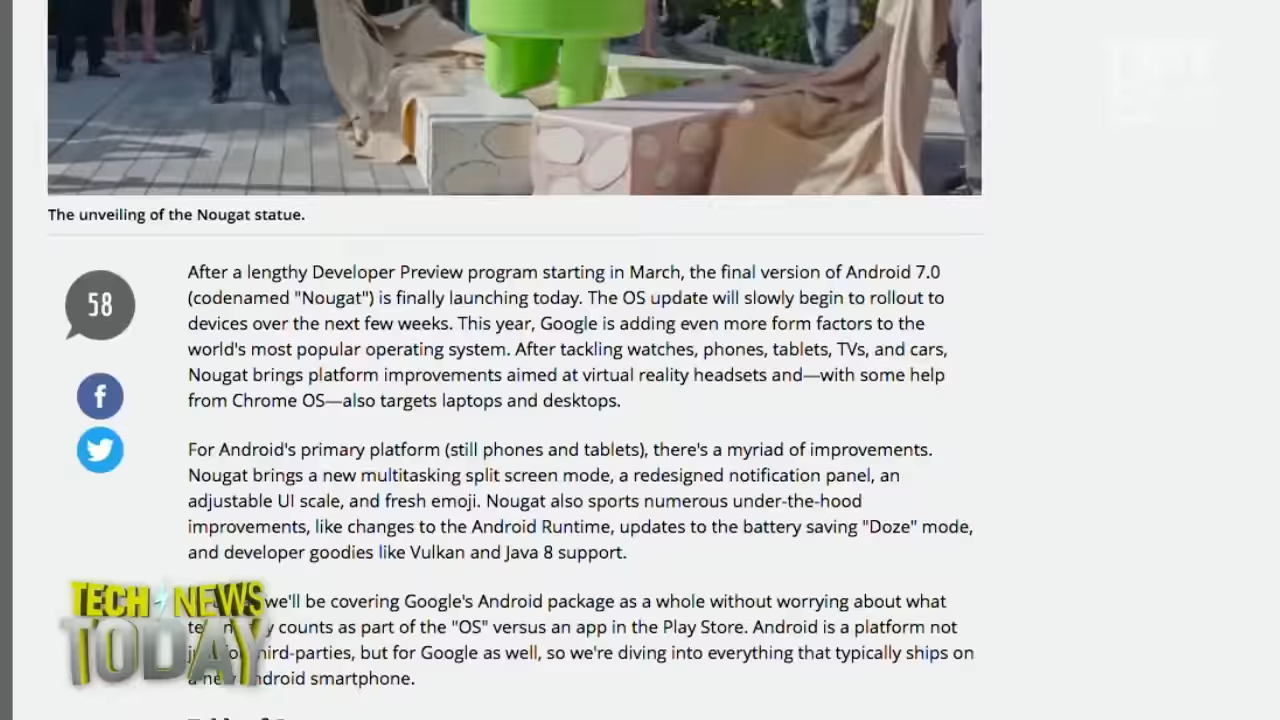 The unveiling of the Nougat statue.
58
After a lengthy Developer Preview program starting in March, the final version of Android 7.0
(codenamed "Nougat") is finally launching today. The OS update will slowly begin to rollout to
devices over the next few weeks. This year, Google is adding even more form factors to the
world's most popular operating system. After tackling watches, phones, tablets, TVs, and cars,
Nougat brings platform improvements aimed at virtual reality headsets and—with some help
from Chrome OS—also targets laptops and desktops.
For Android's primary platform (still phones and tablets), there's a myriad of improvements.
Nougat brings a new multitasking split screen mode, a redesigned notification panel, an
adjustable UI scale, and fresh emoji. Nougat also sports numerous under-the-hood
improvements, like changes to the Android Runtime, updates to the battery saving "Doze" mode,
and developer goodies like Vulkan and Java 8 support.
we'll be covering Google's Android package as a whole without worrying about what
counts as part of the "OS" versus an app in the Play Store. Android is a platform not
third-parties, but for Google as well, so we're diving into everything that typically ships on
a new Android smartphone.
TECH NEWS
TODAY